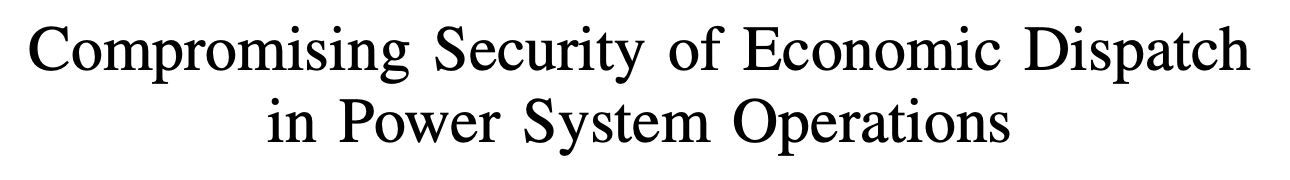 Compromising Security of Economic Dispatch
in Power System Operations